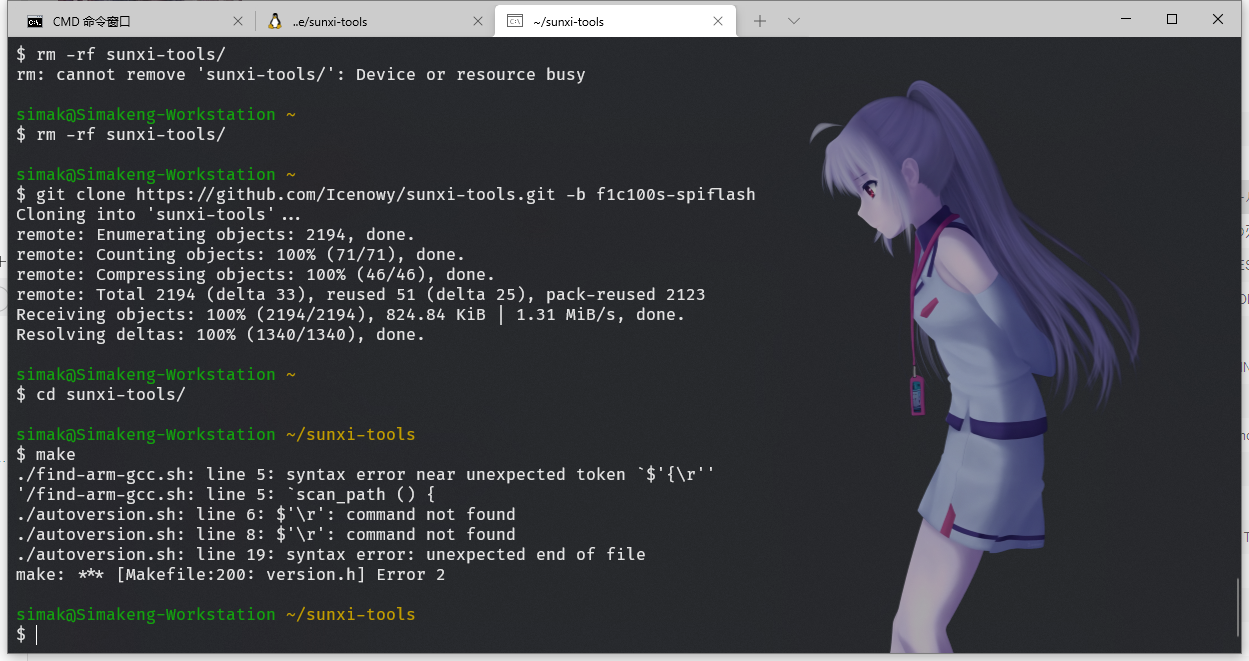 CMD 命令窗口
..e/sunxi-tools
~/sunxi-tools
$ rm -rf sunxi-tools/
rm: cannot remove 'sunxi-tools/': Device or resource busy
simak@Simakeng-Workstation ~
$ rm -rf sunxi-tools/
simak@Simakeng-Workstation ~
$ git clone https://github.com/Icenowy/sunxi-tools.git -b f1c100s-spiflash
Cloning into 'sunxi-tools'...
remote: Enumerating objects: 2194, done.
remote: Counting objects: 100% (71/71), done.
remote: Compressing objects: 100% (46/46), done.
remote: Total 2194 (delta 33), reused 51 (delta 25), pack-reused 2123
Receiving objects: 100% (2194/2194), 824.84 KiB | 1.31 MiB/s, done.
Resolving deltas: 100% (1340/1340), done.
simak@Simakeng-Workstation ~
$ cd sunxi-tools/
simak@Simakeng-Workstation ~/sunxi-tools
$ make
./find-arm-gcc.sh: line 5: syntax error near unexpected token `$'{\r''
'/find-arm-gcc.sh: line 5: `scan_path () {
./autoversion.sh: line 6: $'\r': command not found
./autoversion.sh: line 8: $'\r': command not found
./autoversion.sh: line 19: syntax error: unexpected end of file
make: *** [Makefile:200: version.h] Error 2
simak@Simakeng-Workstation ~/sunxi-tools
$